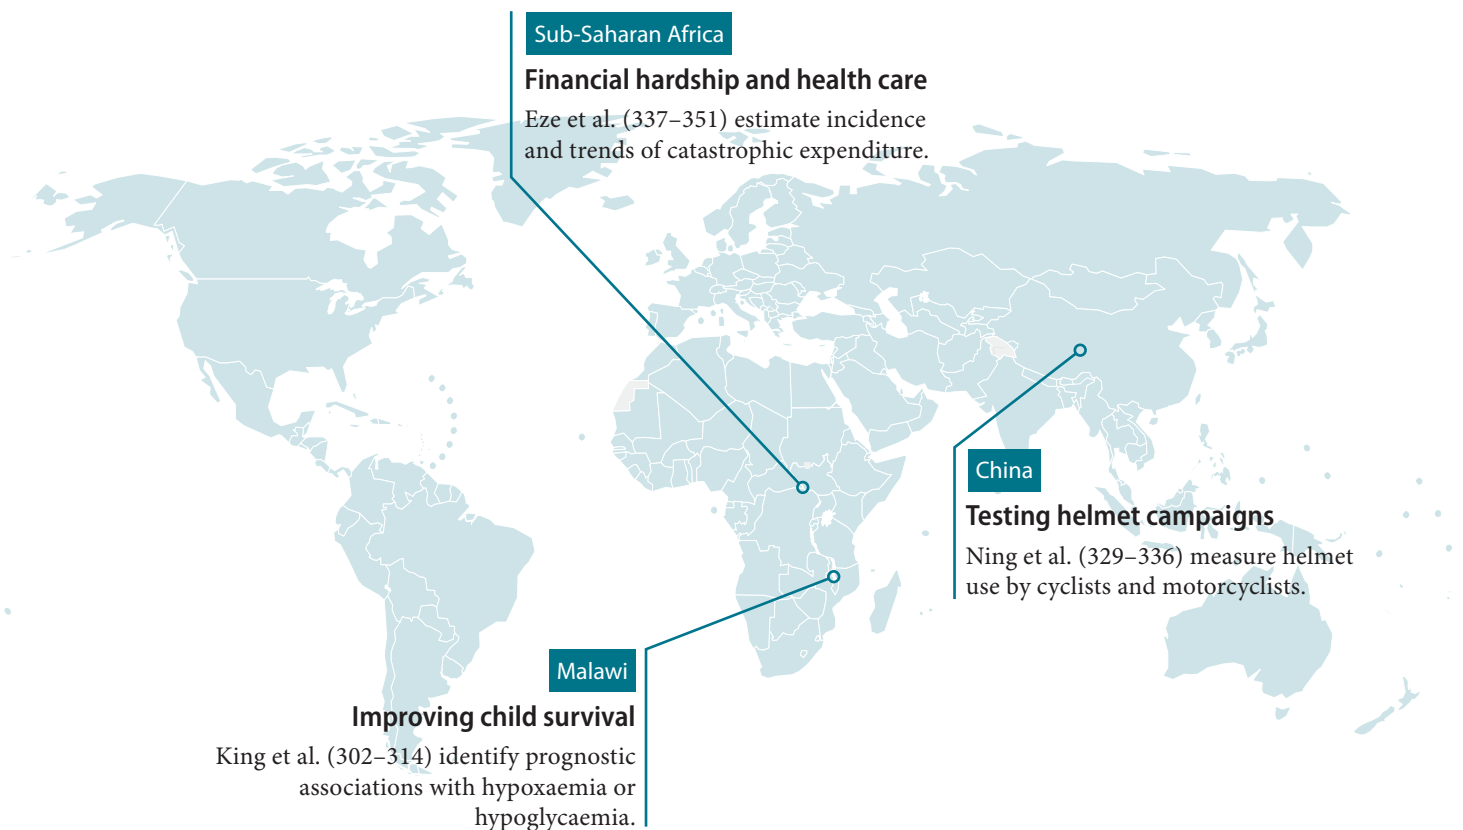 Sub-Saharan Africa
Financial hardship and health care
Eze et al. (337–351) estimate incidence
and trends of catastrophic expenditure.
China
Testing helmet campaigns
Ning et al. (329–336) measure helmet
use by cyclists and motorcyclists.
Malawi
Improving child survival
King et al. (302–314) identify prognostic
associations with hypoxaemia or
hypoglycaemia.